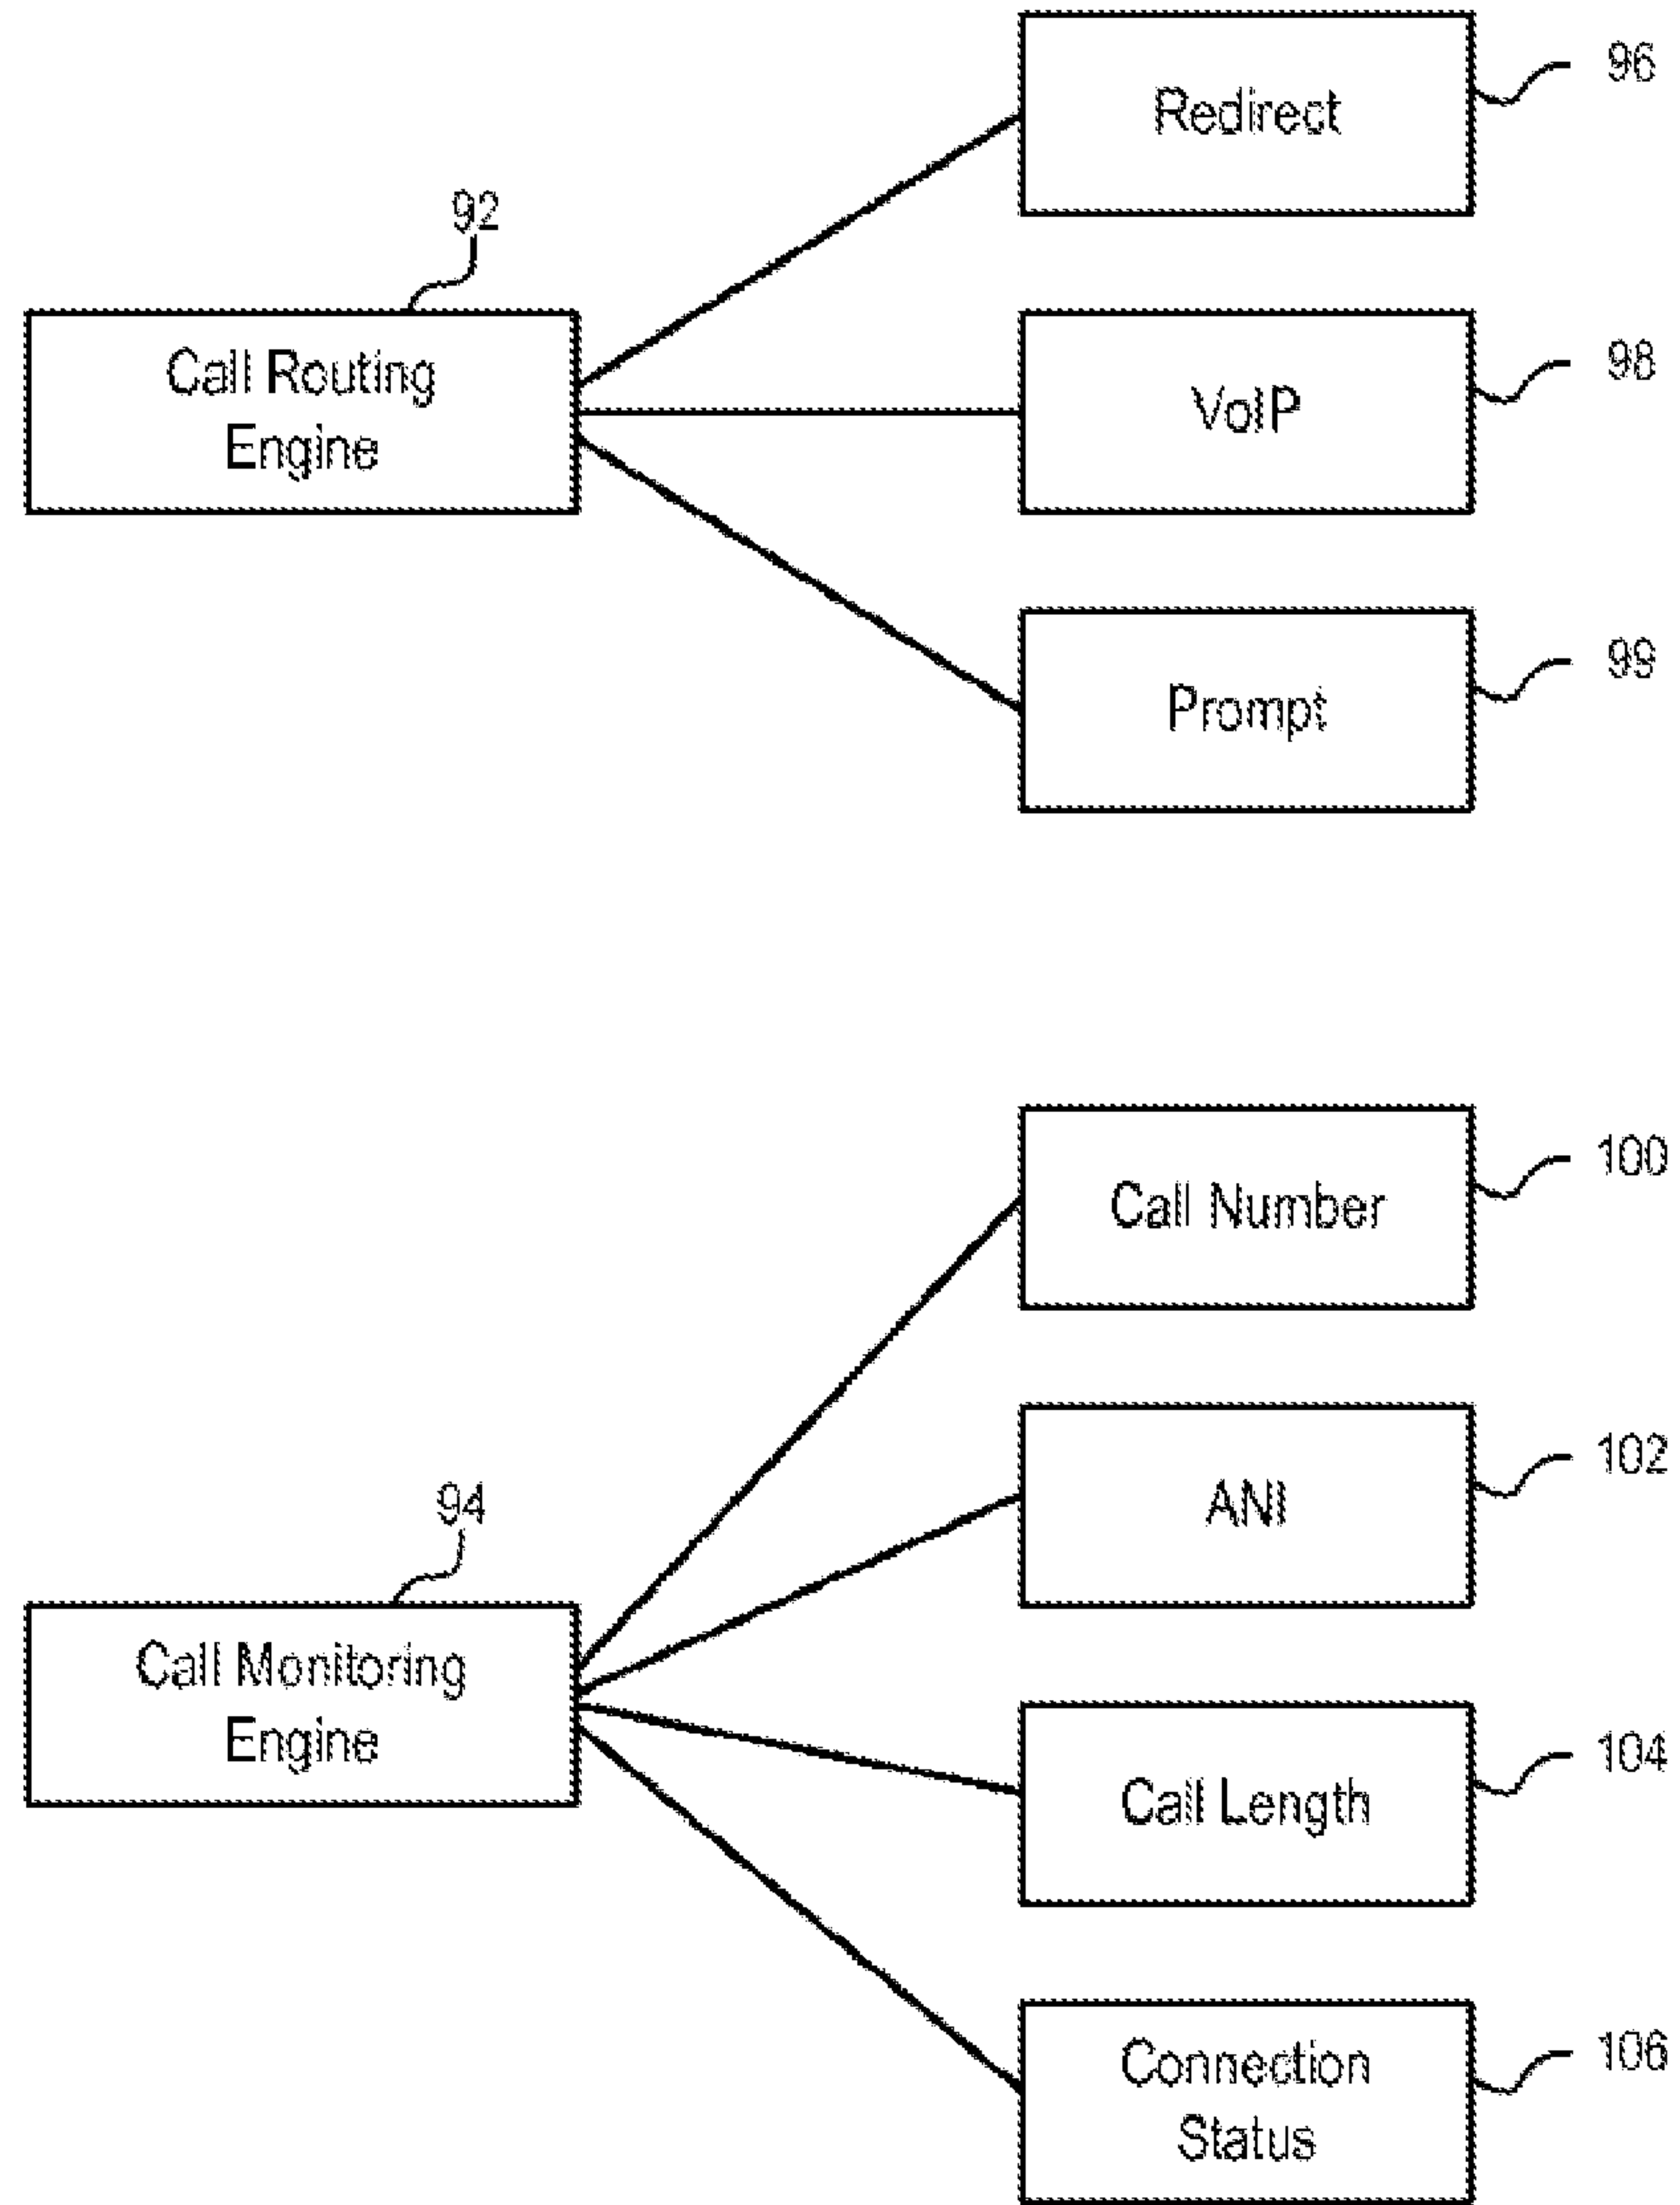 96
Redirect
92
Call Routing
Engine
98
VoIP
99
Prompt
100
Call Number
102
ANI
94
Call Monitoring
Engine
104
Call Length
106
Connection
Status